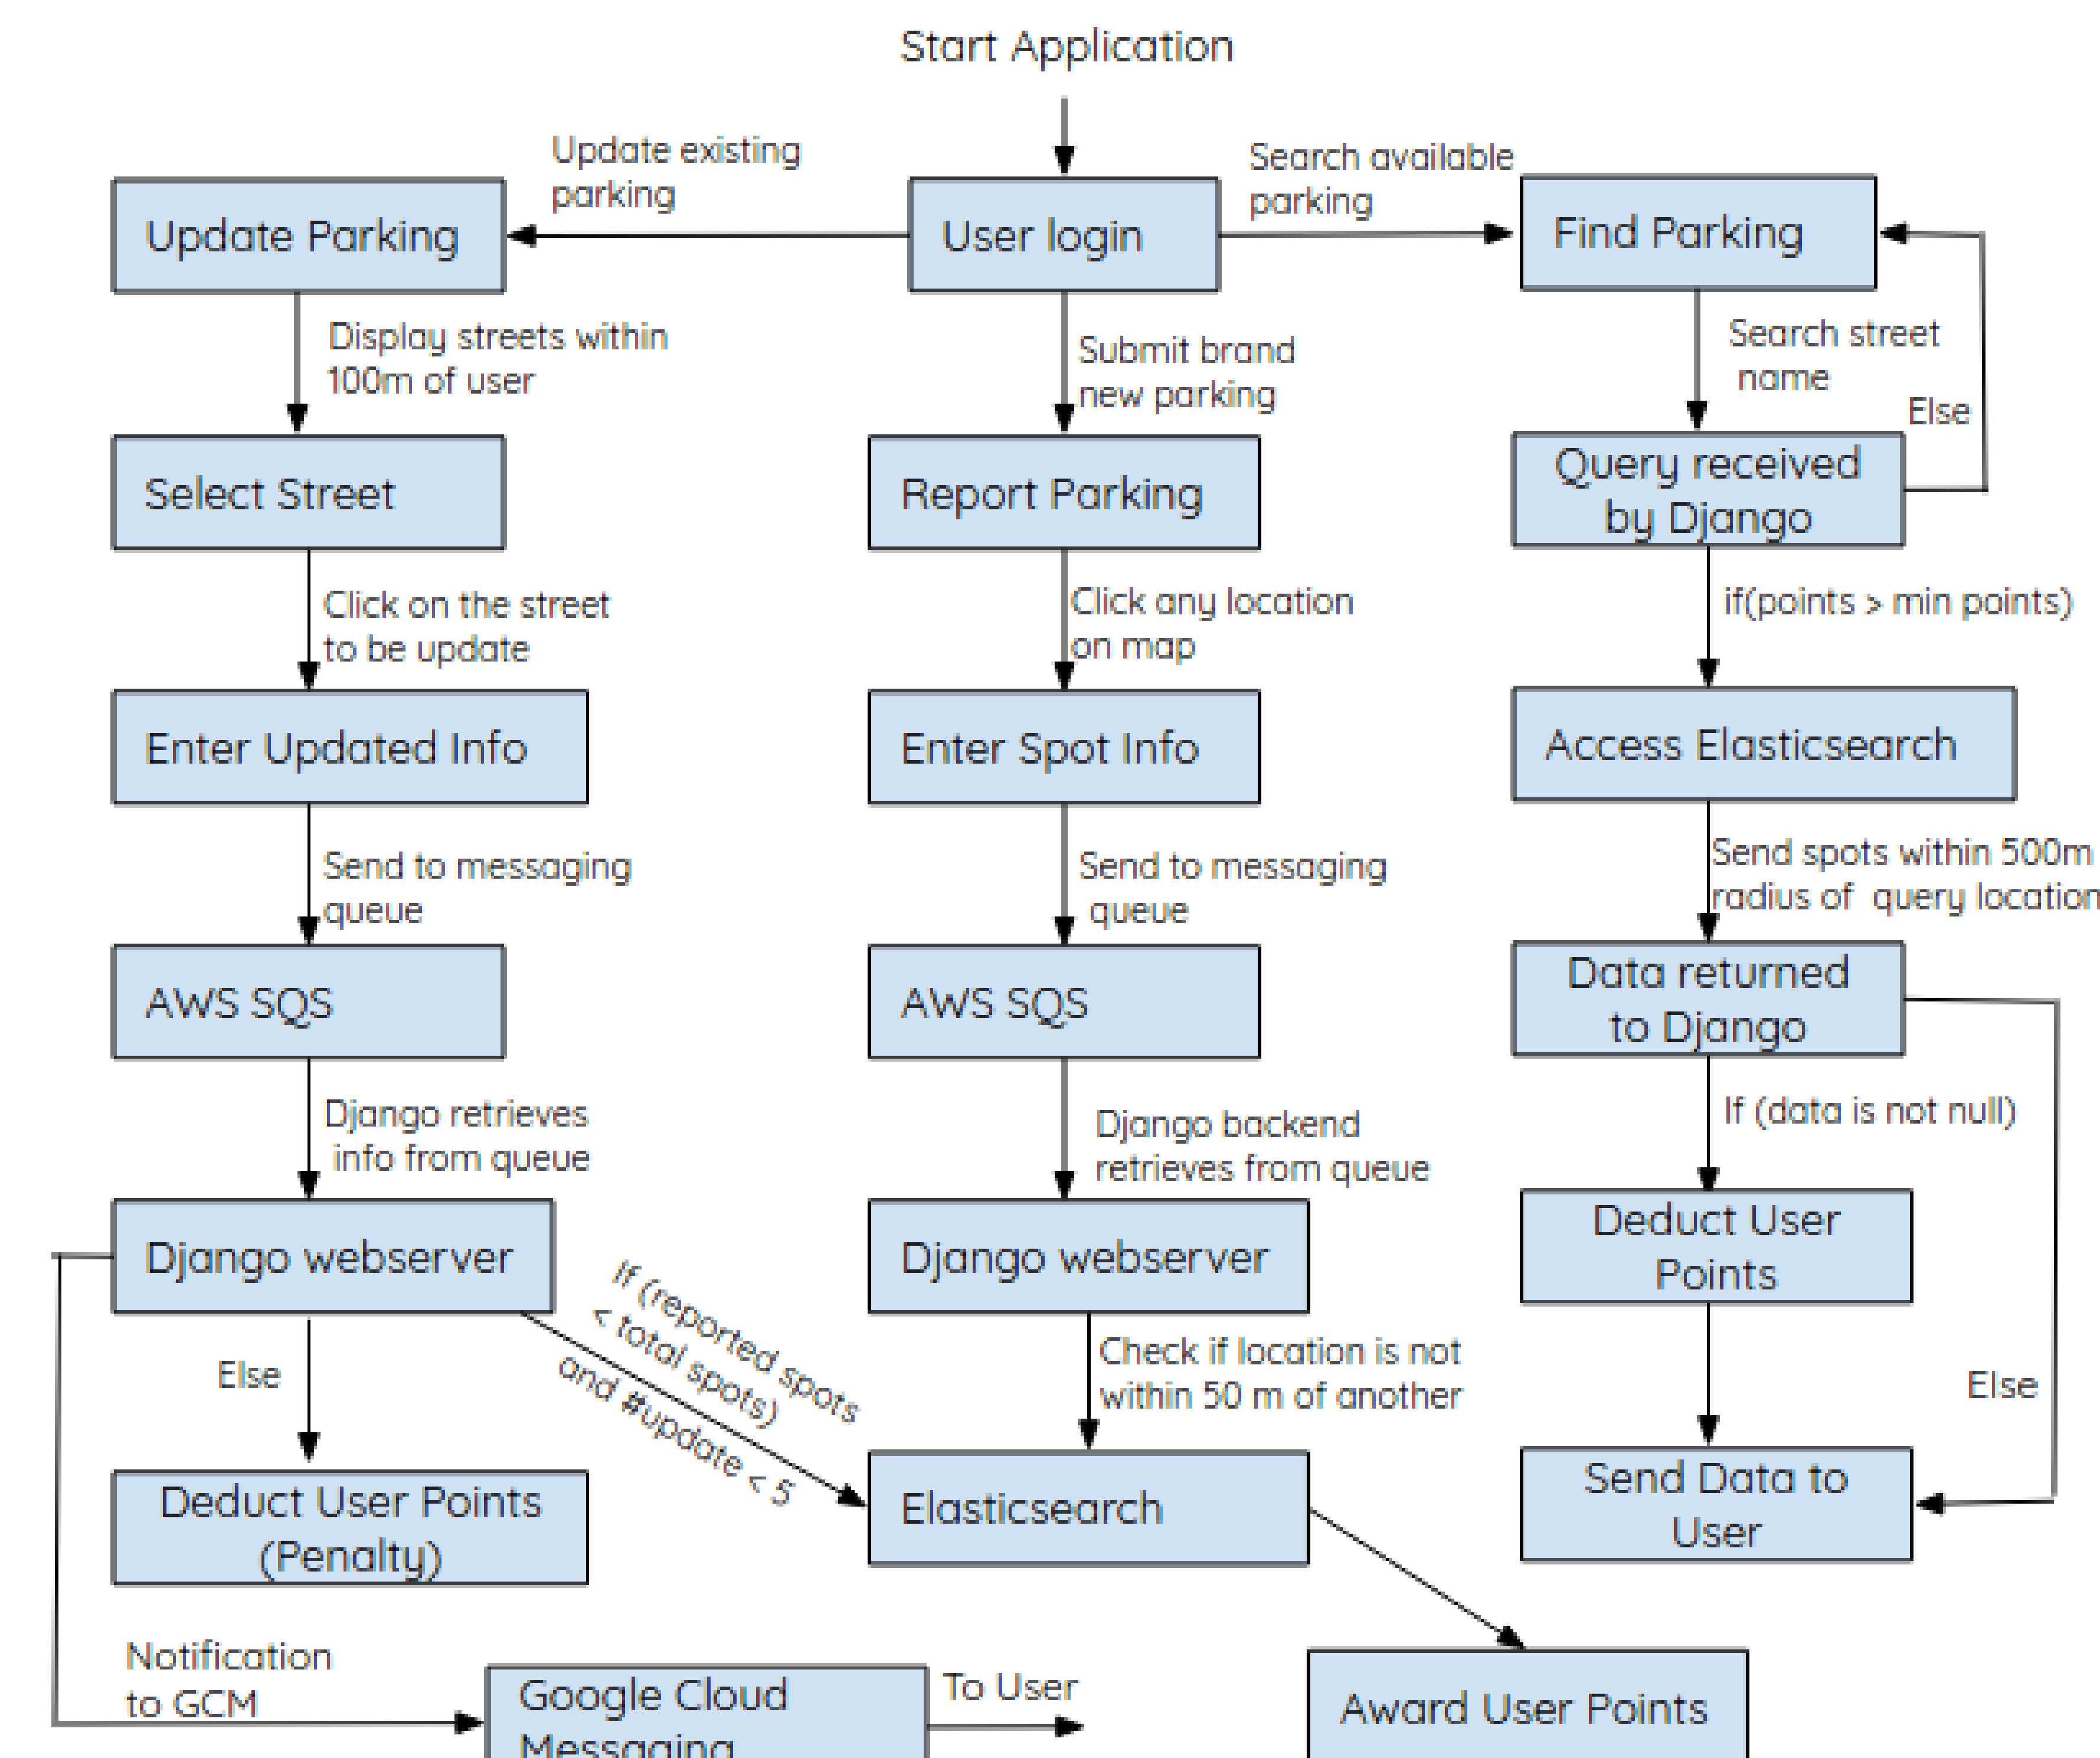 Start Application
Update existing
parking
Search available
parking
Update Parking
User login
Find Parking
Display streets within
100m of user
Submit brand
new parking
Search street
name
Else
Select Street
Report Parking
Query received
by Django
Click on the street
to be update
Click any location
on map
if(points > min points)
Enter Updated Info
Enter Spot Info
Access Elasticsearch
Send to messaging
queue
Send to messaging
queue
Send spots within 500m
radius of query location
AWS SQS
AWS SQS
Data returned
to Django
Django retrieves
info from queue
Django backend
retrieves from queue
If (data is not null)
Django webserver
Django webserver
Deduct User
Points
If (reported spots
< total spots)
and #update < 5
Else
Check if location is not
within 50 m of another
Else
Deduct User Points
(Penalty)
Elasticsearch
Send Data to
User
Notification
to GCM
Google Cloud
Messaging
To User
Award User Points